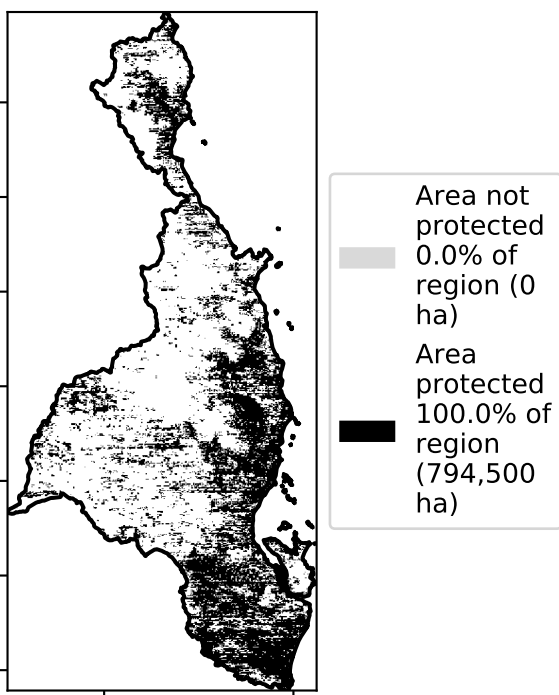 Area not
protected
0.0% of
region (0
ha)
Area
protected
100.0% of
region
(794,500
ha)